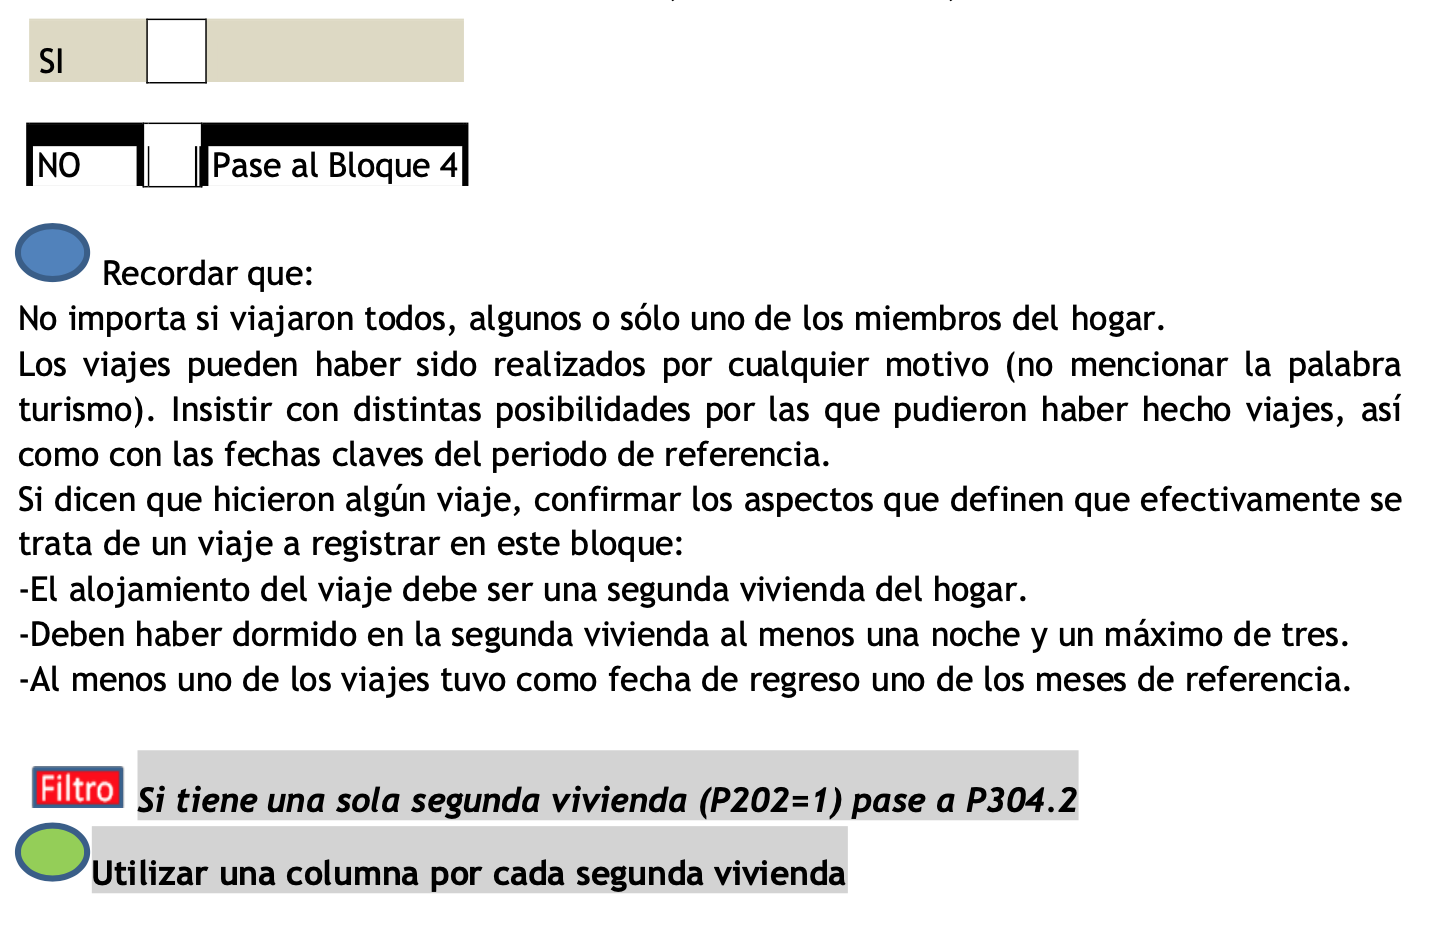 SI
NO Pase al Bloque 4
Recordar que:
No importa si viajaron todos, algunos o sólo uno de los miembros del hogar.
Los viajes pueden haber sido realizados por cualquier motivo (no mencionar la palabra
turismo). Insistir con distintas posibilidades por las que pudieron haber hecho viajes, así
como con las fechas claves del periodo de referencia.
Si dicen que hicieron algún viaje, confirmar los aspectos que definen que efectivamente se
trata de un viaje a registrar en este bloque:
-El alojamiento del viaje debe ser una segunda vivienda del hogar.
-Deben haber dormido en la segunda vivienda al menos una noche y un máximo de tres.
-Al menos uno de los viajes tuvo como fecha de regreso uno de los meses de referencia.
Filtro Si tiene una sola segunda vivienda (P202=1) pase a P304.2
Utilizar una columna por cada segunda vivienda